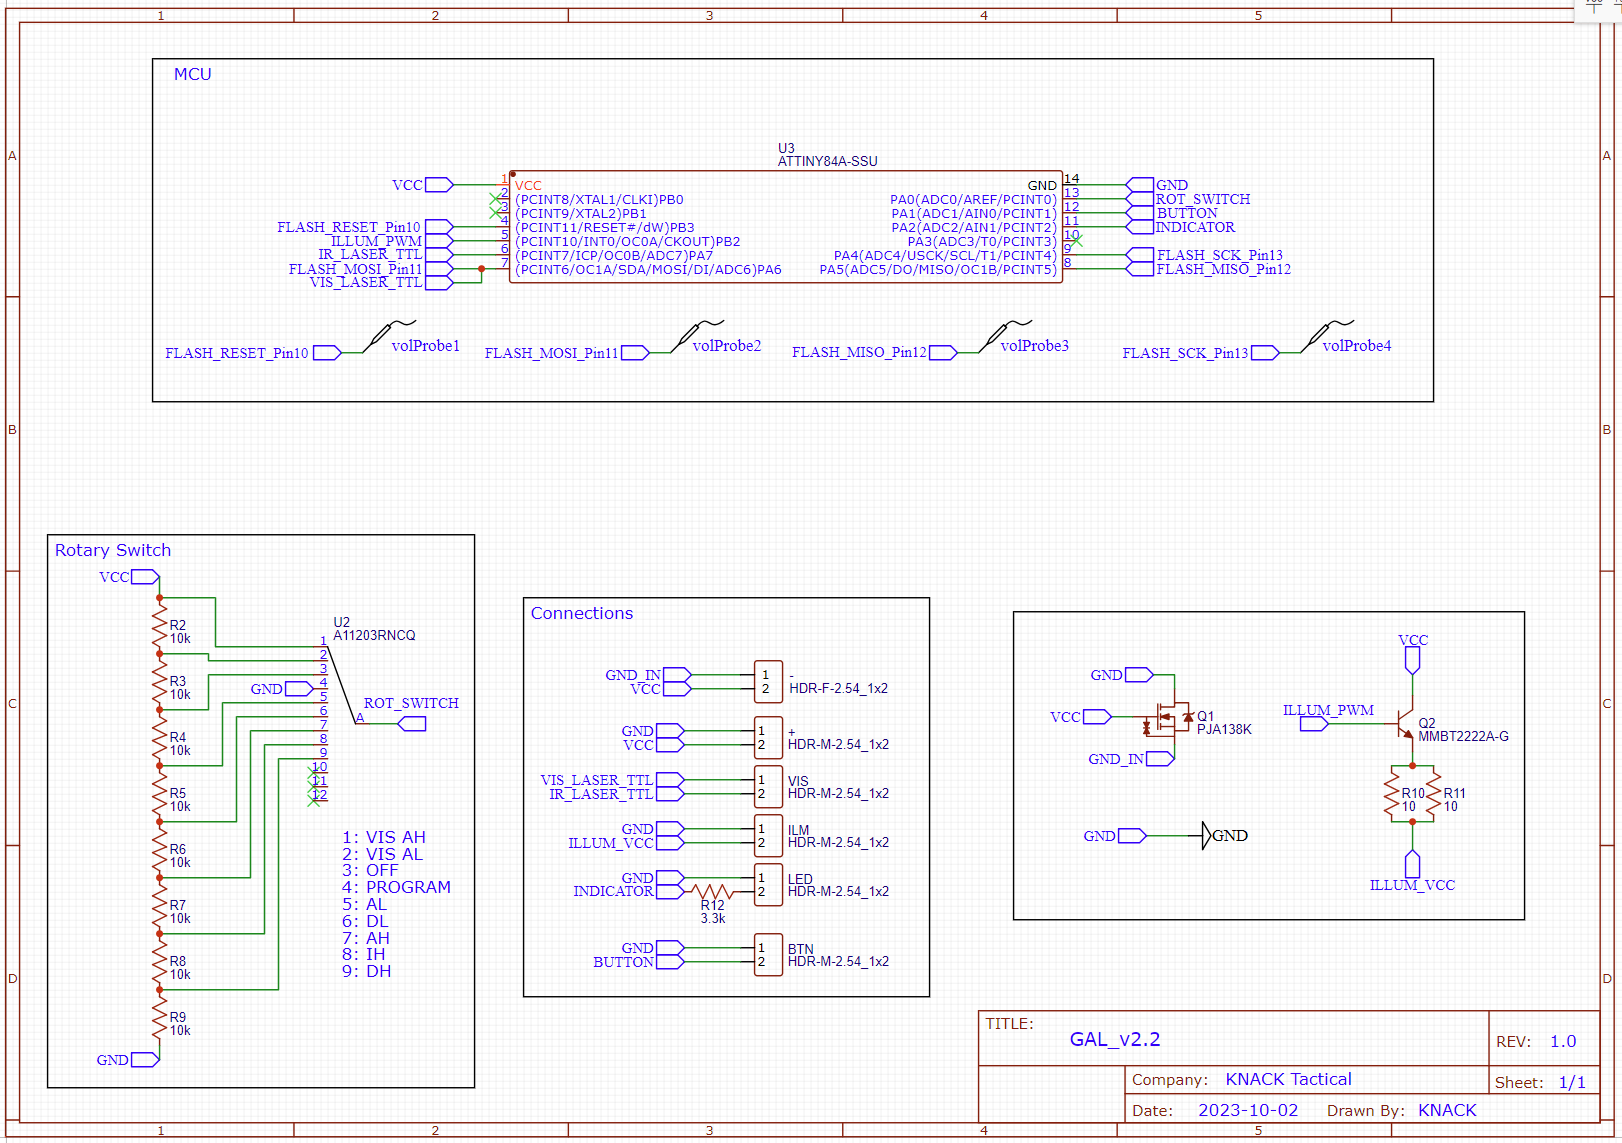 1 2 3 4 5
A A
B B
C C
D D
MCU
U3
ATTINY84A-SSU
VCC
1
VCC
2
(PCINT8/XTAL1/CLKI)PB0
3
(PCINT9/XTAL2)PB1
FLASH_RESET_Pin10
4
(PCINT11/RESET#/dW)PB3
ILLUM_PWM
5
(PCINT10/INT0/OC0A/CKOUT)PB2
IR_LASER_TTL
6
(PCINT7/ICP/OC0B/ADC7)PA7
FLASH_MOSI_Pin11
7
(PCINT6/OC1A/SDA/MOSI/DI/ADC6)PA6
VIS_LASER_TTL
GND
14
GND
PA0(ADC0/AREF/PCINT0)
13
ROT_SWITCH
PA1(ADC1/AIN0/PCINT1)
12
BUTTON
PA2(ADC2/AIN1/PCINT2)
11
INDICATOR
PA3(ADC3/T0/PCINT3)
10
PA4(ADC4/USCK/SCL/T1/PCINT4)
9
FLASH_SCK_Pin13
PA5(ADC5/DO/MISO/OC1B/PCINT5)
8
FLASH_MISO_Pin12
FLASH_RESET_Pin10
volProbe1
FLASH_MOSI_Pin11
volProbe2
FLASH_MISO_Pin12
volProbe3
FLASH_SCK_Pin13
volProbe4
Rotary Switch
VCC
R2
10k
R3
10k
R4
10k
R5
10k
R6
10k
R7
10k
R8
10k
R9
10k
GND
U2
A11203RNCQ
1
2
3
GND
4
5
6
7
8
9
10
11
12
A
ROT_SWITCH
1: VIS AH
2: VIS AL
3: OFF
4: PROGRAM
5: AL
6: DL
7: AH
8: IH
9: DH
Connections
GND_IN
1
-
VCC
2
HDR-F-2.54_1x2
GND
1
+
VCC
2
HDR-M-2.54_1x2
VIS_LASER_TTL
1
VIS
IR_LASER_TTL
2
HDR-M-2.54_1x2
GND
1
ILM
ILLUM_VCC
2
HDR-M-2.54_1x2
GND
1
LED
INDICATOR
2
HDR-M-2.54_1x2
R12
3.3k
GND
1
BTN
BUTTON
2
HDR-M-2.54_1x2
GND
VCC
Q1
PJA138K
GND_IN
GND
GND
VCC
ILLUM_PWM
Q2
MMBT2222A-G
R10
10
R11
10
ILLUM_VCC
TITLE:
GAL_v2.2
REV: 1.0
Company: KNACK Tactical
Sheet: 1/1
Date: 2023-10-02 Drawn By: KNACK
1 2 3 4 5